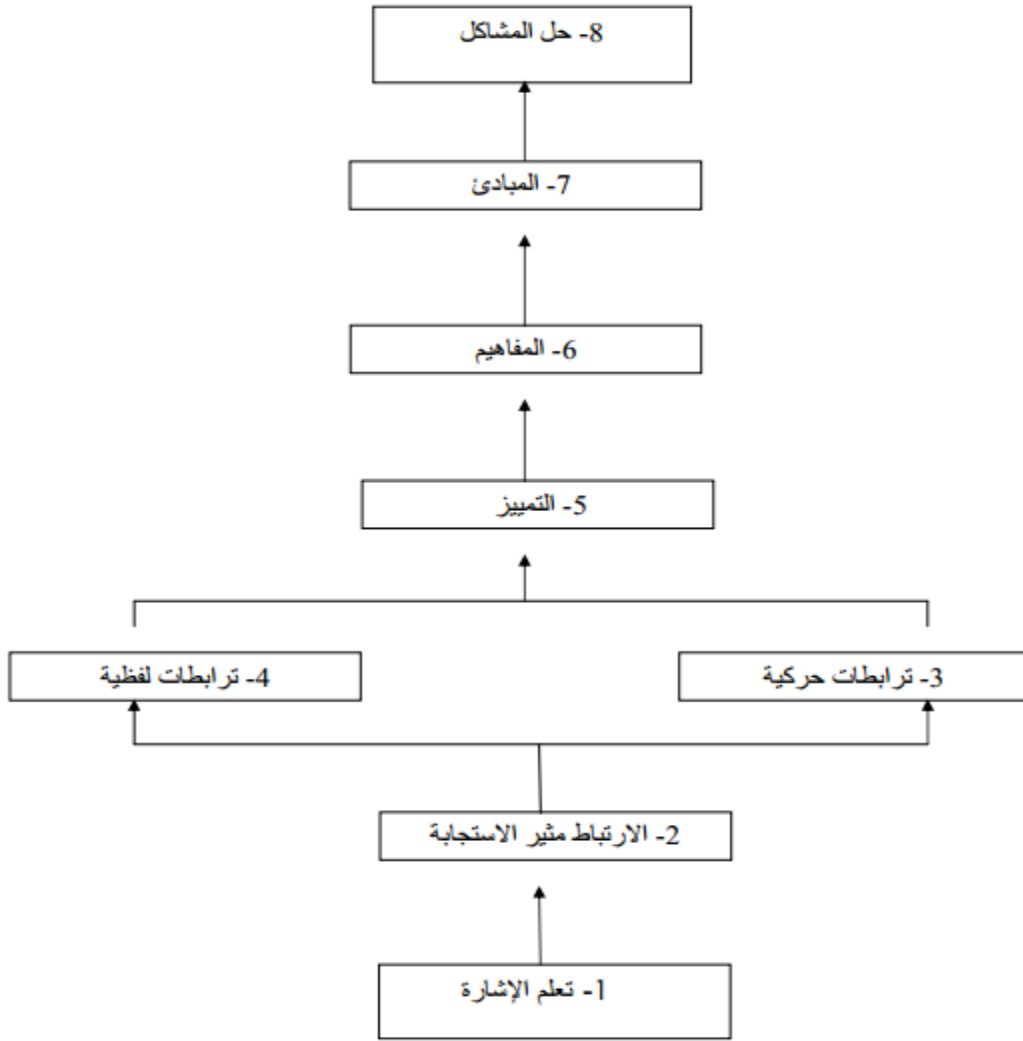 8- حل المشاكل
7- المبادئ
6- المفاهيم
5- التمييز
3- ترابطات حركية
4- ترابطات لفظية
2- الارتباط مثير الاستجابة
1- تعلم الإشارة